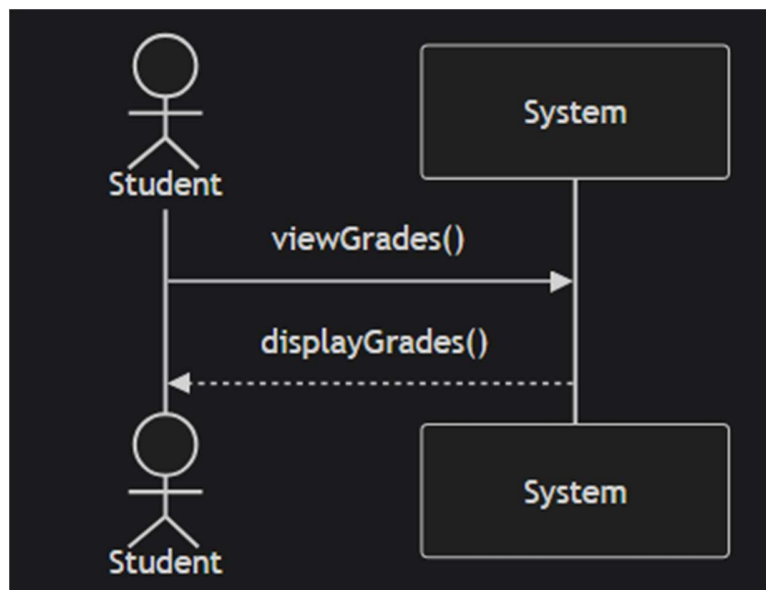 System
Student
viewGrades()
displayGrades()
System
Student